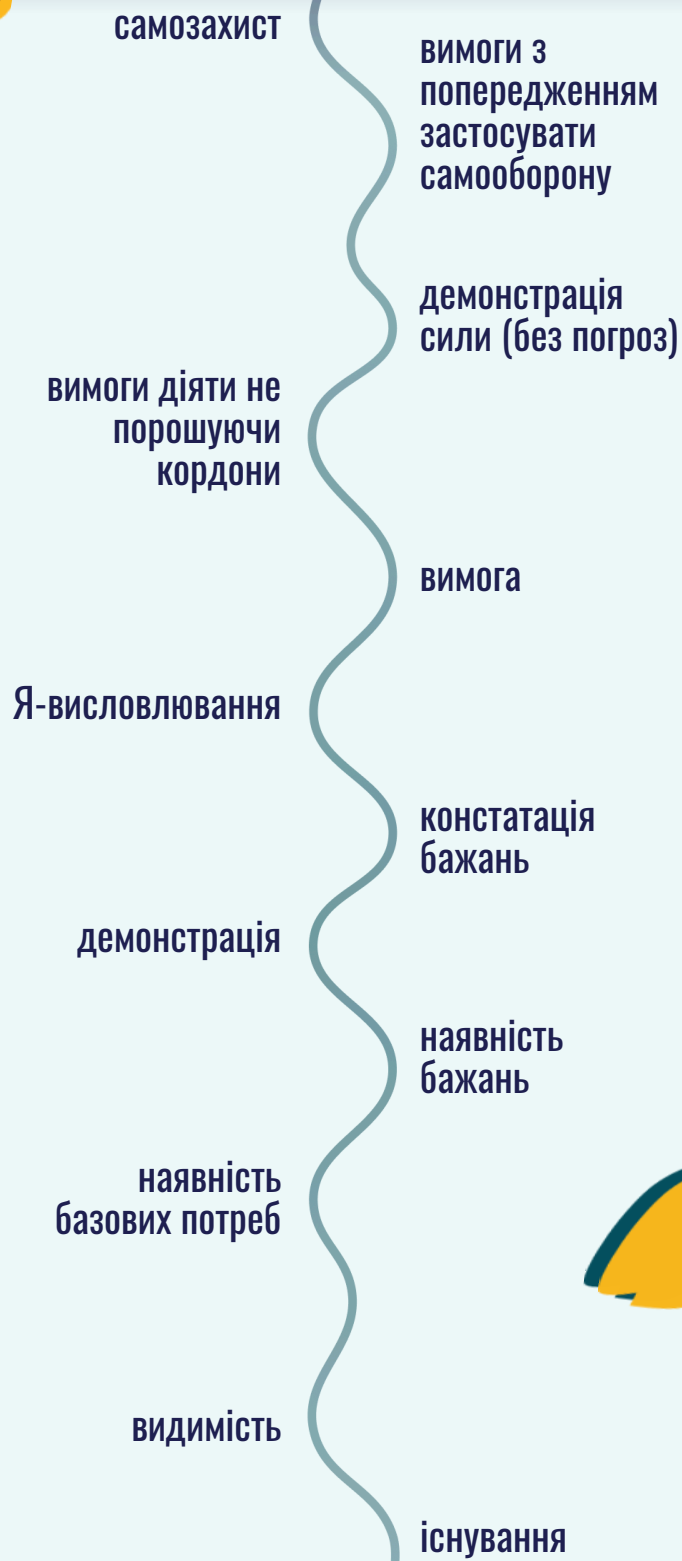 самозахист
вимоги з
попередженням
застосувати
самооборону
демонстрація
сили (без погроз)
вимоги діяти не
порошуючи
кордони
вимога
Я-висловлювання
констатація
бажань
демонстрація
наявність
бажань
наявність
базових потреб
видимість
існування